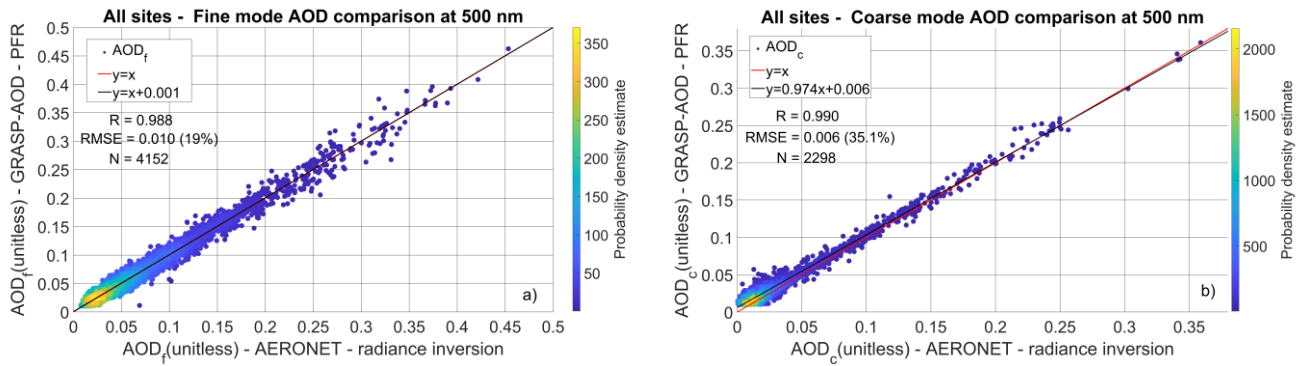 All sites - Fine mode AOD comparison at 500 nm
AOD_f(unitless) - GRASP-AOD - PFR
0.5
0.45
0.4
0.35
0.3
0.25
0.2
0.15
0.1
0.05
0
AOD_f
y=x
y=x+0.001
R = 0.988
RMSE = 0.010 (19%)
N = 4152
a)
0 0.05 0.1 0.15 0.2 0.25 0.3 0.35 0.4 0.45 0.5
AOD_f(unitless) - AERONET - radiance inversion
350
300
250
200
150
100
50
Probability density estimate
All sites - Coarse mode AOD comparison at 500 nm
AOD_c(unitless) - GRASP-AOD - PFR
0.35
0.3
0.25
0.2
0.15
0.1
0.05
0
AOD_c
y=x
y=0.974x+0.006
R = 0.990
RMSE = 0.006 (35.1%)
N = 2298
b)
0 0.05 0.1 0.15 0.2 0.25 0.3 0.35
AOD_c(unitless) - AERONET - radiance inversion
2000
1500
1000
500
Probability density estimate